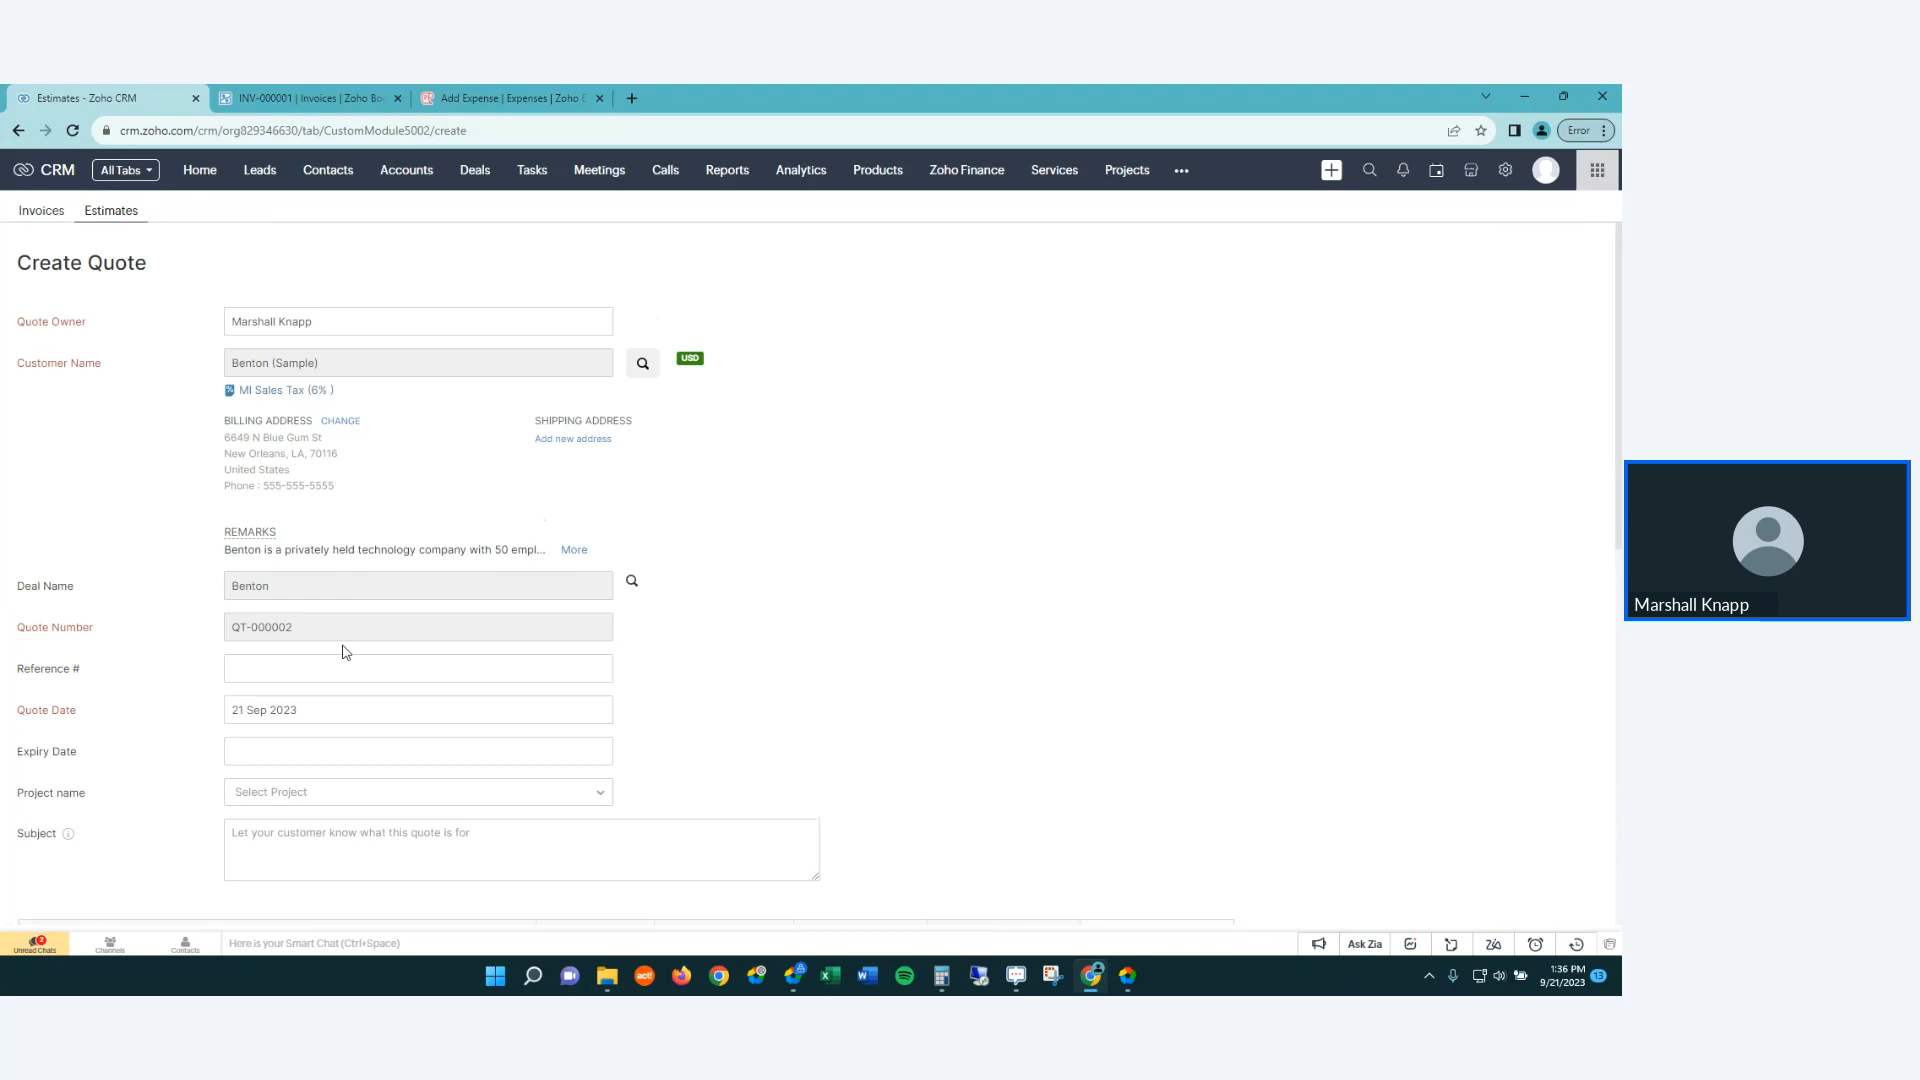 Estimates - Zoho CRM
INV-000001 | Invoices | Zoho Bo
Add Expense | Expenses | Zoho E
crm.zoho.com/crm/org829346630/tab/CustomModule5002/create
Error
CRM
All Tabs
Home
Leads
Contacts
Accounts
Deals
Tasks
Meetings
Calls
Reports
Analytics
Products
Zoho Finance
Services
Projects
Invoices
Estimates
Create Quote
Quote Owner
Marshall Knapp
Customer Name
Benton (Sample)
USD
MI Sales Tax (6% )
BILLING ADDRESS CHANGE
6649 N Blue Gum St
New Orleans, LA, 70116
United States
Phone : 555-555-5555
SHIPPING ADDRESS
Add new address
REMARKS
Benton is a privately held technology company with 50 empl... More
Deal Name
Benton
Quote Number
QT-000002
Reference #
Quote Date
21 Sep 2023
Expiry Date
Project name
Select Project
Subject
Let your customer know what this quote is for
Marshall Knapp
2
Unread Chats
Channels
Contacts
Here is your Smart Chat (Ctrl+Space)
Ask Zia
act!
1:36 PM
9/21/2023
13